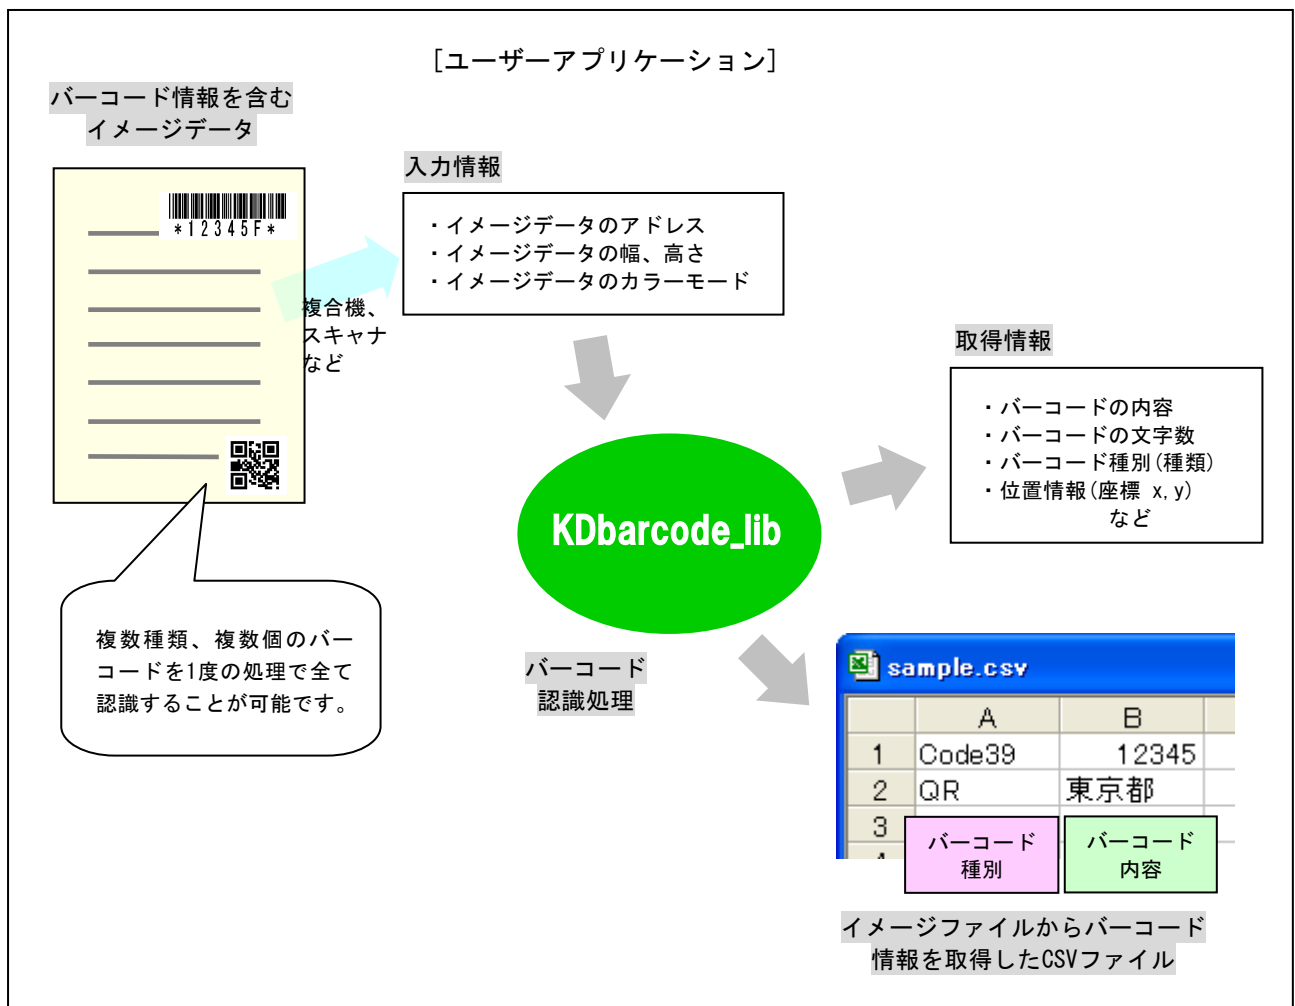 [ユーザーアプリケーション]
バーコード情報を含む
イメージデータ
*12345F*
複合機、
スキャナ
など
入力情報
・イメージデータのアドレス
・イメージデータの幅、高さ
・イメージデータのカラーモード
取得情報
・バーコードの内容
・バーコードの文字数
・バーコード種別(種類)
・位置情報(座標 x,y)
など
KDbarcode_lib
複数種類、複数個のバー
コードを1度の処理で全て
認識することが可能です。
バーコード
認識処理
sample.csv
A B
1 Code39 12345
2 QR 東京都
3
バーコード
種別
バーコード
内容
イメージファイルからバーコード
情報を取得したCSVファイル